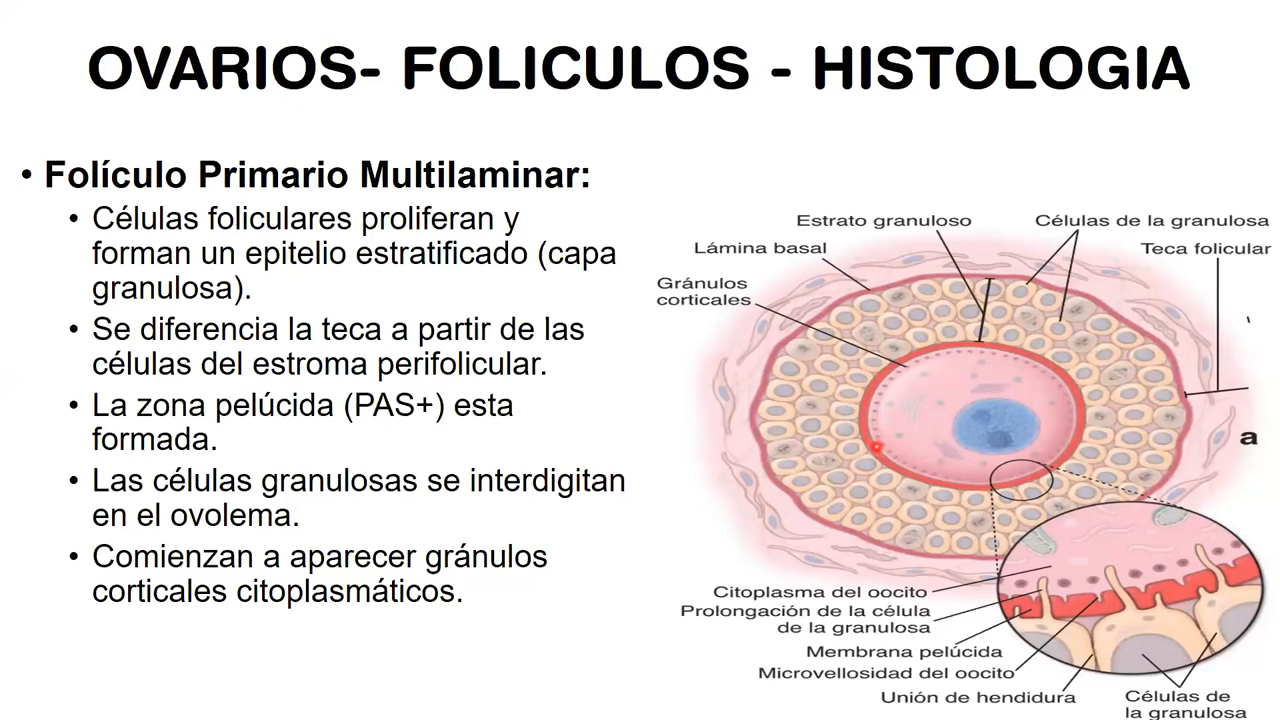 OVARIOS- FOLICULOS - HISTOLOGIA
• Folículo Primario Multilaminar:
• Células foliculares proliferan y
forman un epitelio estratificado (capa
granulosa).
• Se diferencia la teca a partir de las
células del estroma perifolicular.
• La zona pelúcida (PAS+) esta
formada.
• Las células granulosas se interdigitan
en el ovolema.
• Comienzan a aparecer gránulos
corticales citoplasmáticos.
Estrato granuloso
Células de la granulosa
Lámina basal
Teca folicular
Gránulos
corticales
a
Citoplasma del oocito
Prolongación de la célula
de la granulosa
Membrana pelúcida
Microvellosidad del oocito
Unión de hendidura
Células de
la granulosa